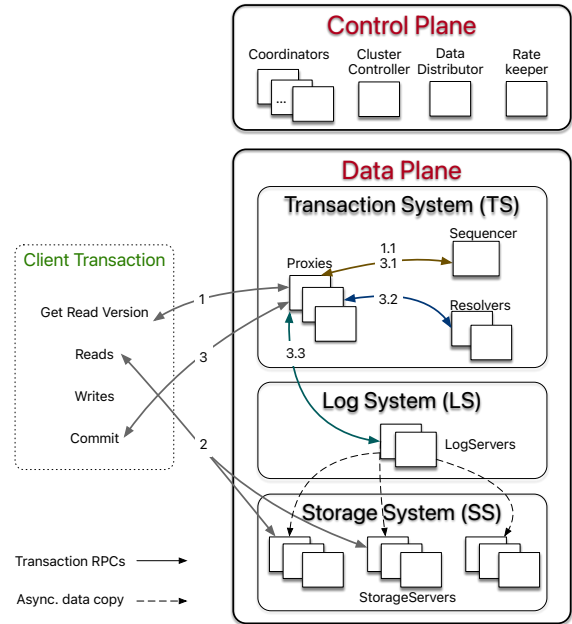 Control Plane
Coordinators
Cluster
Controller
Data
Distributor
Rate
keeper
...
Data Plane
Transaction System (TS)
Sequencer
1.1
3.1
Proxies
3.2
Resolvers
3.3
Client Transaction
Get Read Version
1
Reads
3
Writes
Commit
2
Log System (LS)
LogServers
Storage System (SS)
StorageServers
Transaction RPCs
Async. data copy